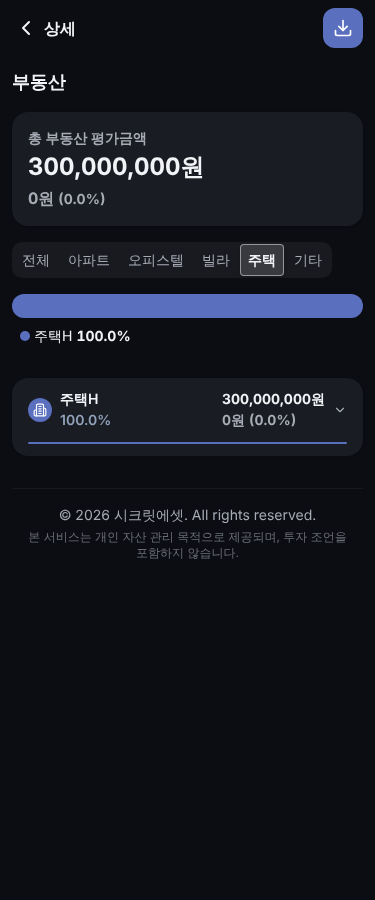 상세
부동산
총 부동산 평가금액
300,000,000원
0원 (0.0%)
전체 아파트 오피스텔 빌라 주택 기타
주택H 100.0%
주택H 300,000,000원
100.0% 0원 (0.0%)
© 2026 시크릿에셋. All rights reserved.
본 서비스는 개인 자산 관리 목적으로 제공되며, 투자 조언을
포함하지 않습니다.